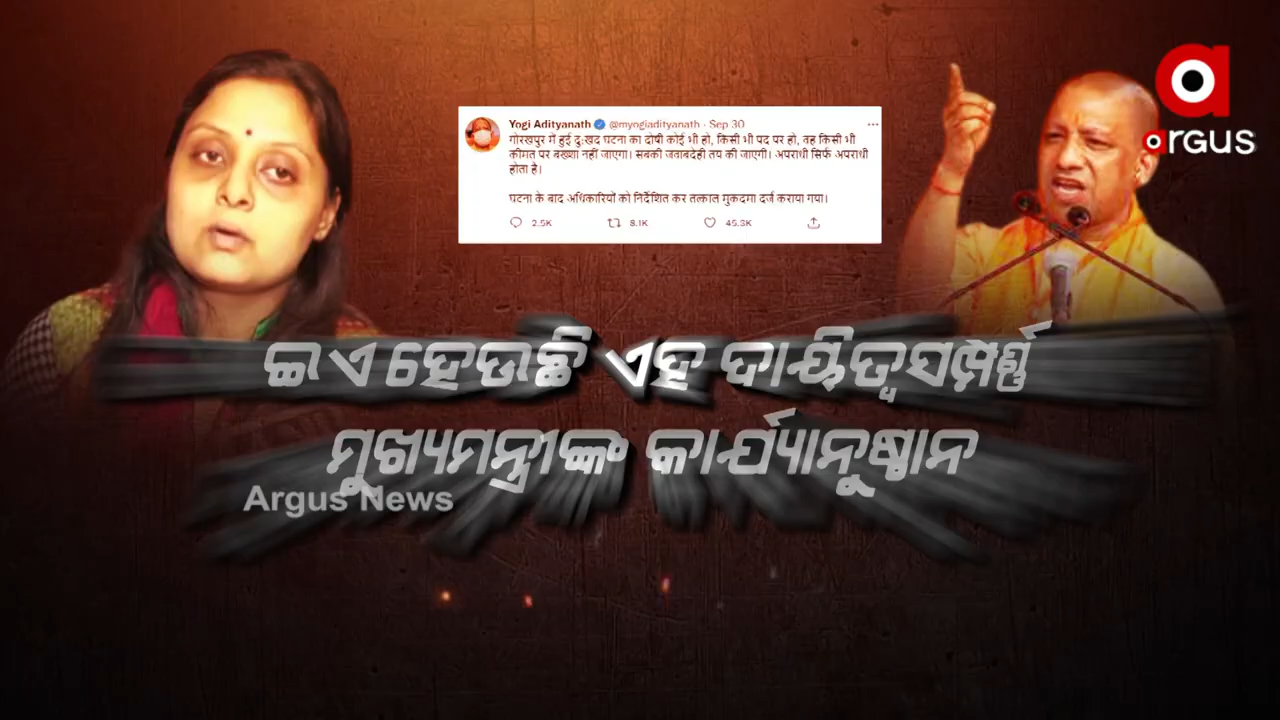 argus
Yogi Adityanath @myogiadityanath · Sep 30
गोरखपुर में हुई दु:खद घटना का दोषी कोई भी हो, किसी भी पद पर हो, वह किसी भी
कीमत पर बख्शा नहीं जाएगा। सबकी जवाबदेही तय की जाएगी। अपराधी सिर्फ अपराधी
होता है।
घटना के बाद अधिकारियों को निर्देशित कर तत्काल मुकदमा दर्ज कराया गया।
2.5K 8.1K 45.3K
ଇଏ ହେଉଛି ଏହ ଦାୟିତ୍ୱସମ୍ପର୍ଣ୍ଣ
ମୁଖ୍ୟମନ୍ତ୍ରୀଙ୍କ କାର୍ଯ୍ୟାନୁଷ୍ଠାନ
Argus News